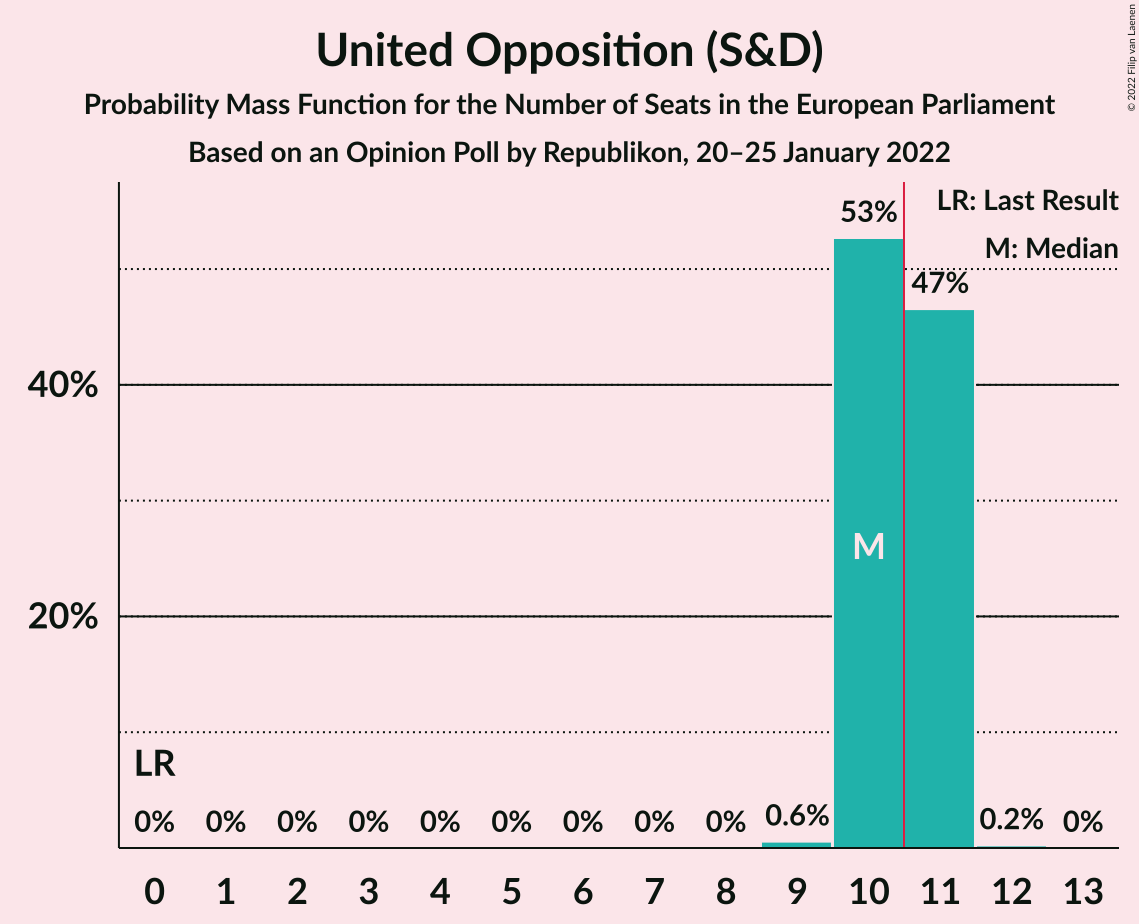 United Opposition (S&D)
Probability Mass Function for the Number of Seats in the European Parliament
Based on an Opinion Poll by Republikon, 20–25 January 2022
© 2022 Filip van Laenen
LR: Last Result
M: Median
53%
47%
40%
20%
M
LR
0% 0% 0% 0% 0% 0% 0% 0% 0% 0.6% 0.2% 0%
0 1 2 3 4 5 6 7 8 9 10 11 12 13